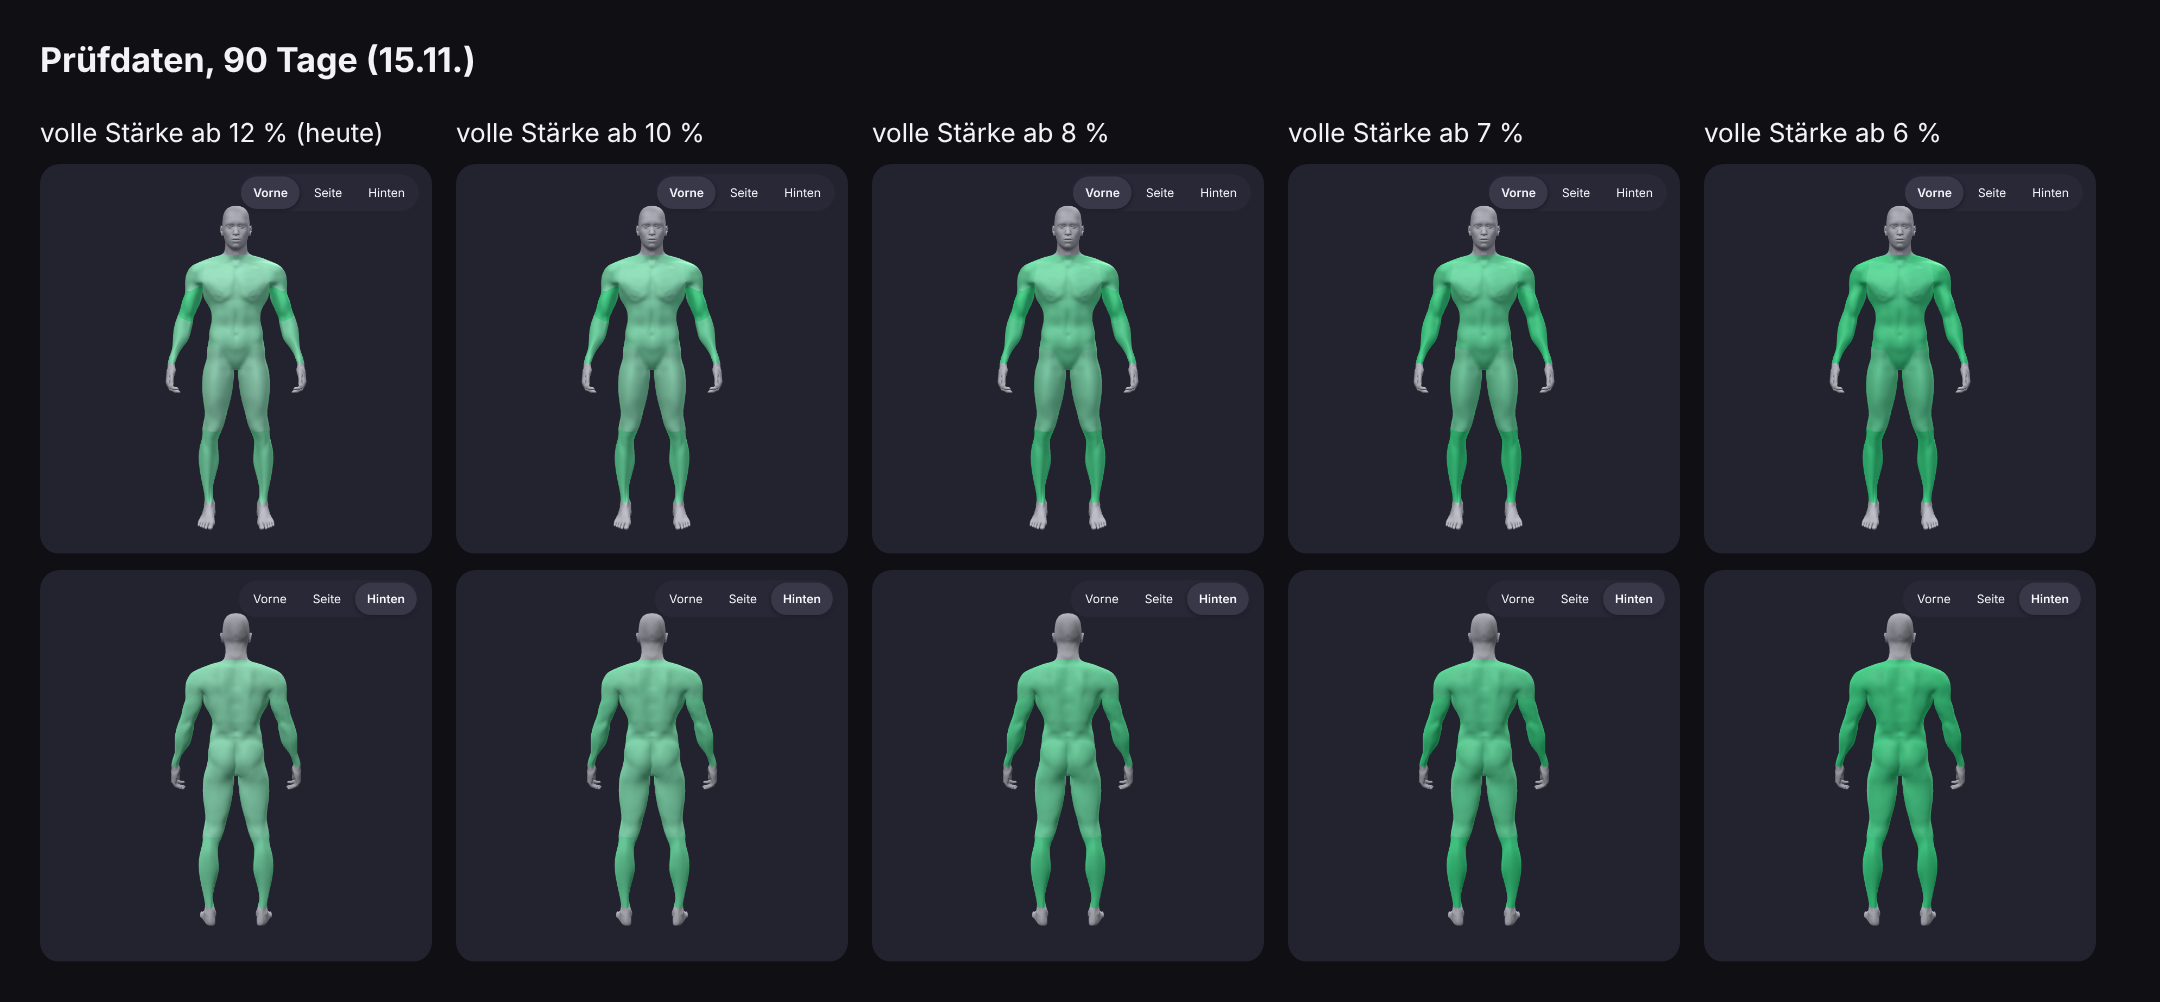 Prüfdaten, 90 Tage (15.11.)
volle Stärke ab 12 % (heute)
volle Stärke ab 10 %
volle Stärke ab 8 %
volle Stärke ab 7 %
volle Stärke ab 6 %
Vorne Seite Hinten
Vorne Seite Hinten
Vorne Seite Hinten
Vorne Seite Hinten
Vorne Seite Hinten
Vorne Seite Hinten
Vorne Seite Hinten
Vorne Seite Hinten
Vorne Seite Hinten
Vorne Seite Hinten